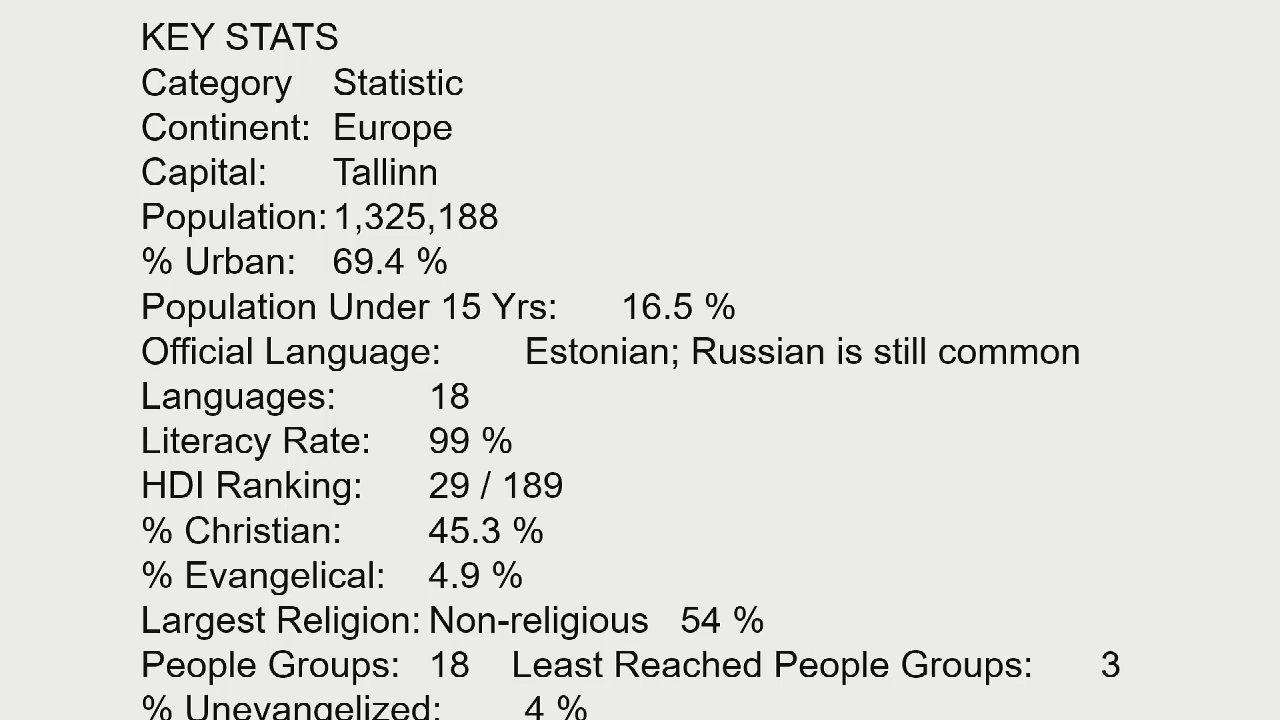 KEY STATS
Category Statistic
Continent: Europe
Capital: Tallinn
Population: 1,325,188
% Urban: 69.4 %
Population Under 15 Yrs: 16.5 %
Official Language: Estonian; Russian is still common
Languages: 18
Literacy Rate: 99 %
HDI Ranking: 29 / 189
% Christian: 45.3 %
% Evangelical: 4.9 %
Largest Religion: Non-religious 54 %
People Groups: 18 Least Reached People Groups: 3
% Unevangelized: 4 %